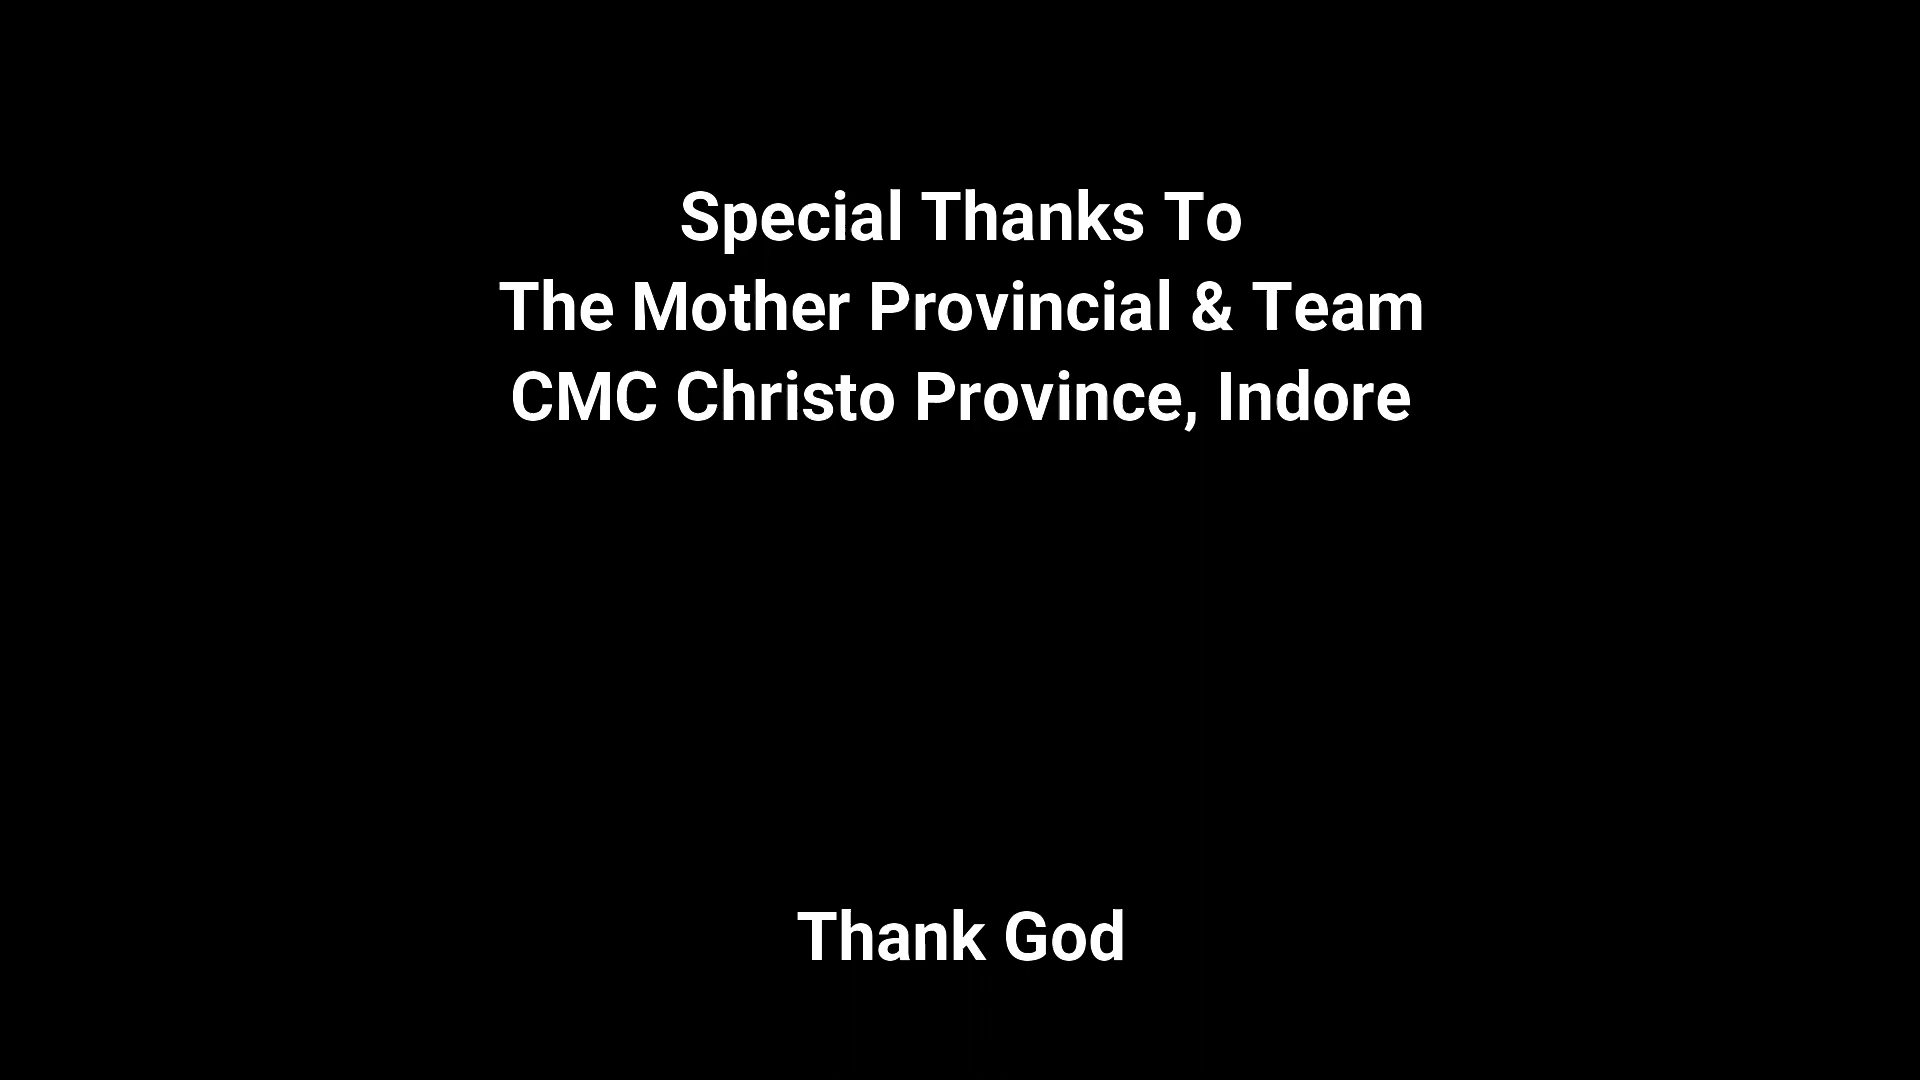 Special Thanks To
The Mother Provincial & Team
CMC Christo Province, Indore
Thank God